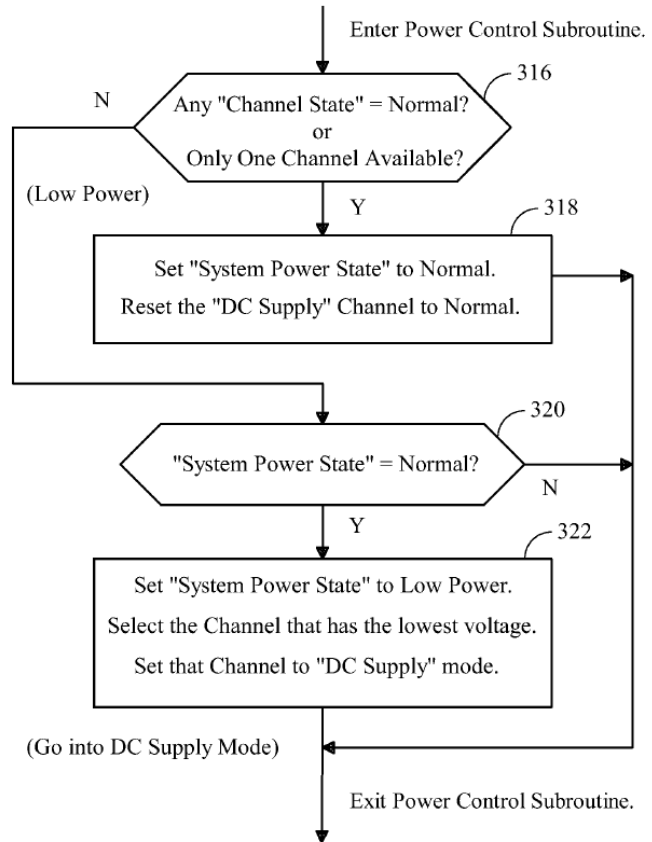 Enter Power Control Subroutine.
316
N
Any "Channel State" = Normal?
or
Only One Channel Available?
(Low Power)
Y
318
Set "System Power State" to Normal.
Reset the "DC Supply" Channel to Normal.
320
"System Power State" = Normal?
N
Y
322
Set "System Power State" to Low Power.
Select the Channel that has the lowest voltage.
Set that Channel to "DC Supply" mode.
(Go into DC Supply Mode)
Exit Power Control Subroutine.